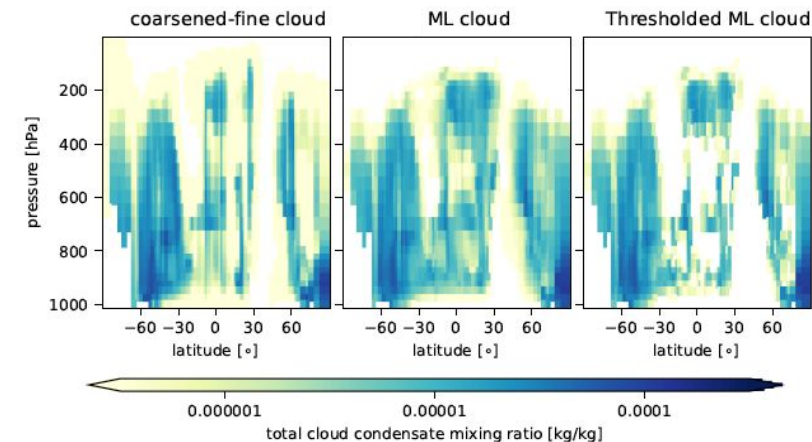 coarsened-fine cloud
ML cloud
Thresholded ML cloud
pressure [hPa]
200
400
600
800
1000
−60 −30 0 30 60
−60 −30 0 30 60
−60 −30 0 30 60
latitude [∘]
latitude [∘]
latitude [∘]
0.000001 0.00001 0.0001
total cloud condensate mixing ratio [kg/kg]